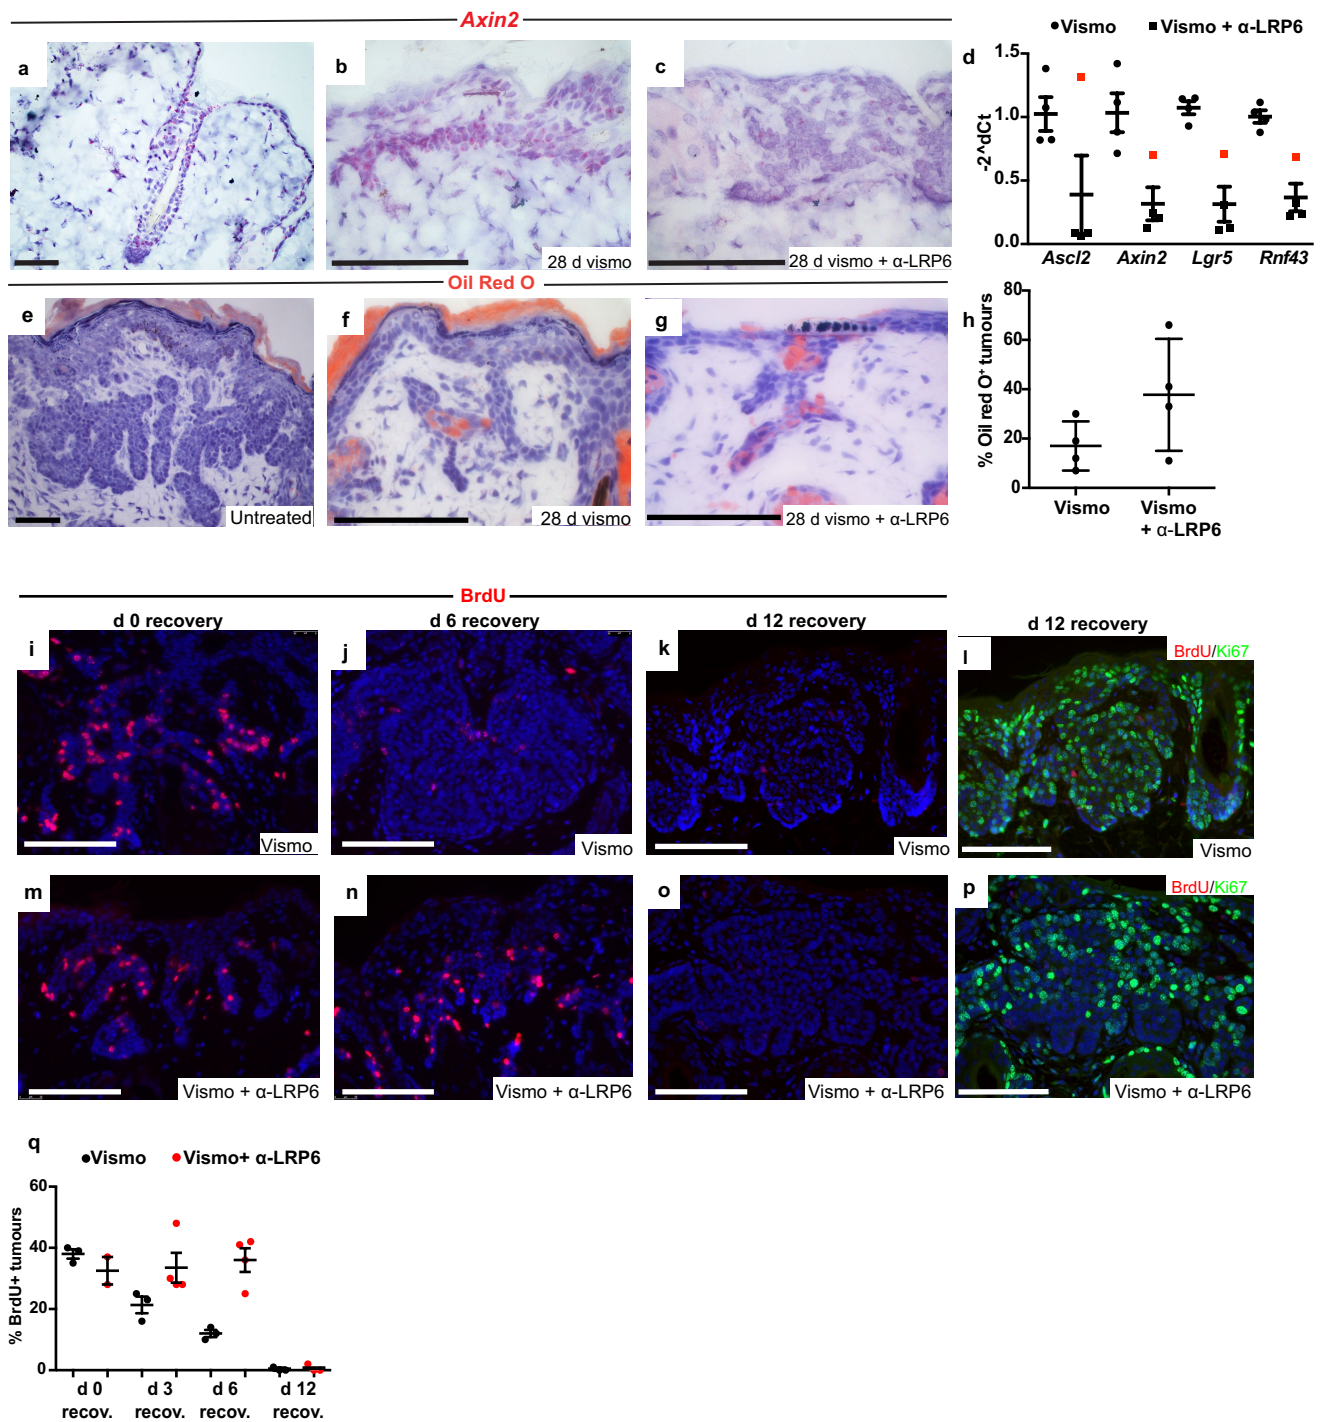 Axin2
a
b
28 d vismo
c
28 d vismo + α-LRP6
Vismo
Vismo + α-LRP6
d
-2^dCt
1.5
1.0
0.5
0.0
Ascl2 Axin2 Lgr5 Rnf43
Oil Red O
e
Untreated
f
28 d vismo
g
28 d vismo + α-LRP6
h
% Oil red O+ tumours
80
60
40
20
0
Vismo
Vismo
+ α-LRP6
BrdU
d 0 recovery
d 6 recovery
d 12 recovery
d 12 recovery
i
Vismo
j
Vismo
k
Vismo
l
BrdU/Ki67
Vismo
m
Vismo + α-LRP6
n
Vismo + α-LRP6
o
Vismo + α-LRP6
p
BrdU/Ki67
Vismo + α-LRP6
q
Vismo
Vismo+ α-LRP6
% BrdU+ tumours
60
40
20
0
d 0 d 3 d 6 d 12
recov. recov. recov. recov.